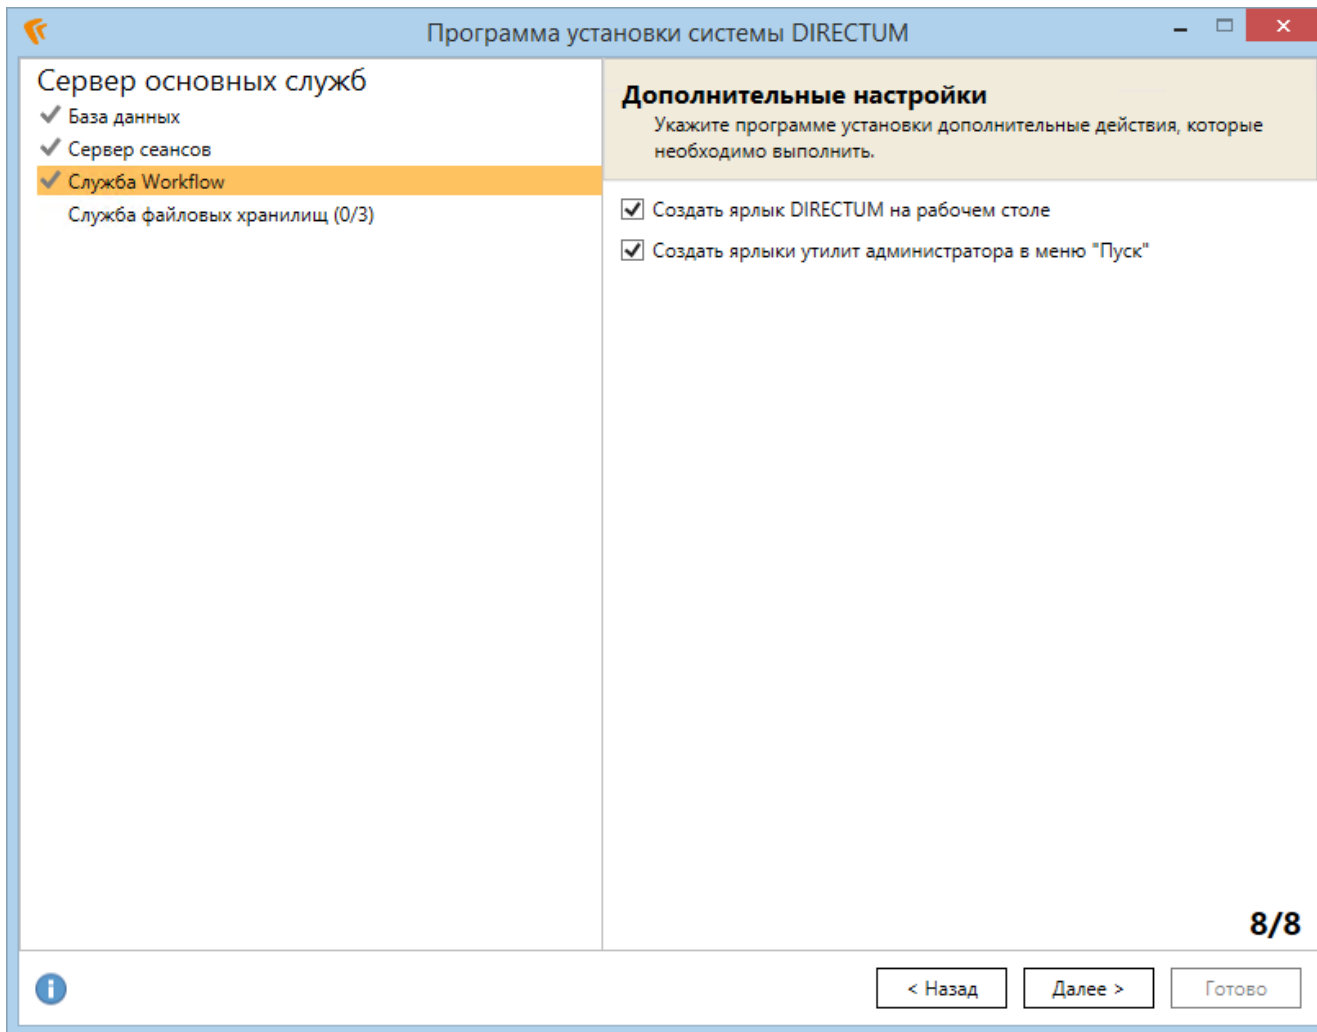 Программа установки системы DIRECTUM
Сервер основных служб
База данных
Сервер сеансов
Служба Workflow
Служба файловых хранилищ (0/3)
Дополнительные настройки
Укажите программе установки дополнительные действия, которые
необходимо выполнить.
Создать ярлык DIRECTUM на рабочем столе
Создать ярлыки утилит администратора в меню "Пуск"
8/8
< Назад
Далее >
Готово